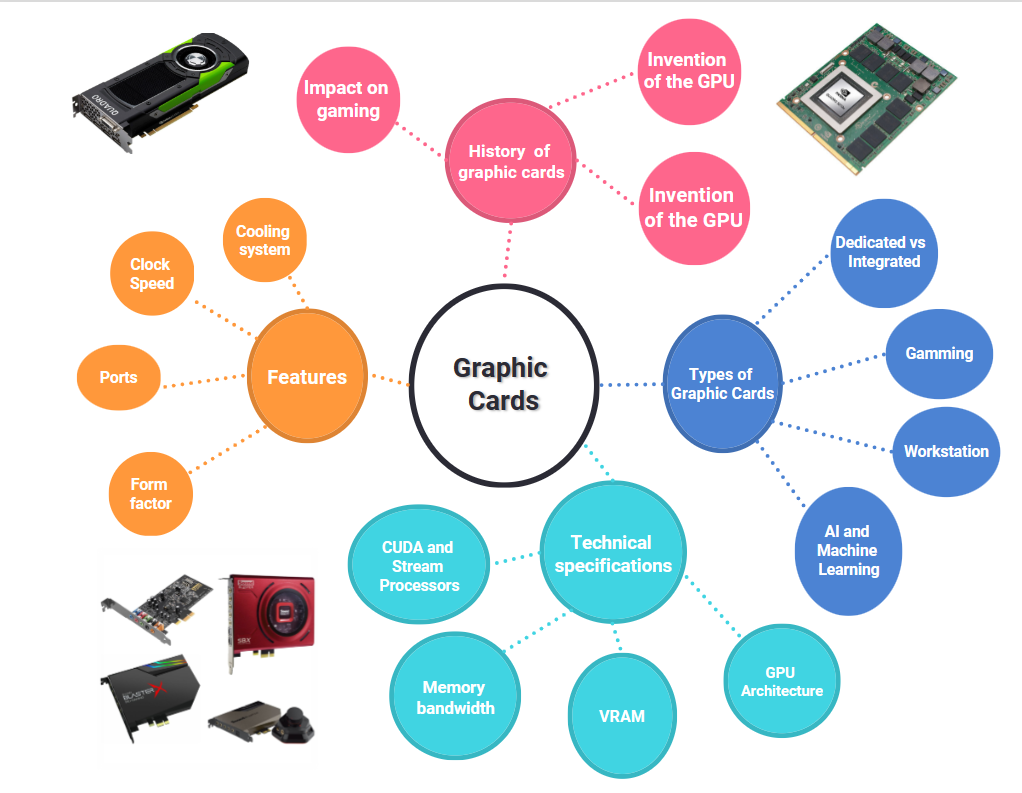 Impact on
gaming
Invention
of the GPU
History of
graphic cards
Invention
of the GPU
QUADRO
Cooling
system
Clock
Speed
Ports
Features
Form
factor
Graphic
Cards
Types of
Graphic Cards
Dedicated vs
Integrated
Gamming
Workstation
AI and
Machine
Learning
Technical
specifications
CUDA and
Stream
Processors
Memory
bandwidth
VRAM
GPU
Architecture
SBX
BLASTERX